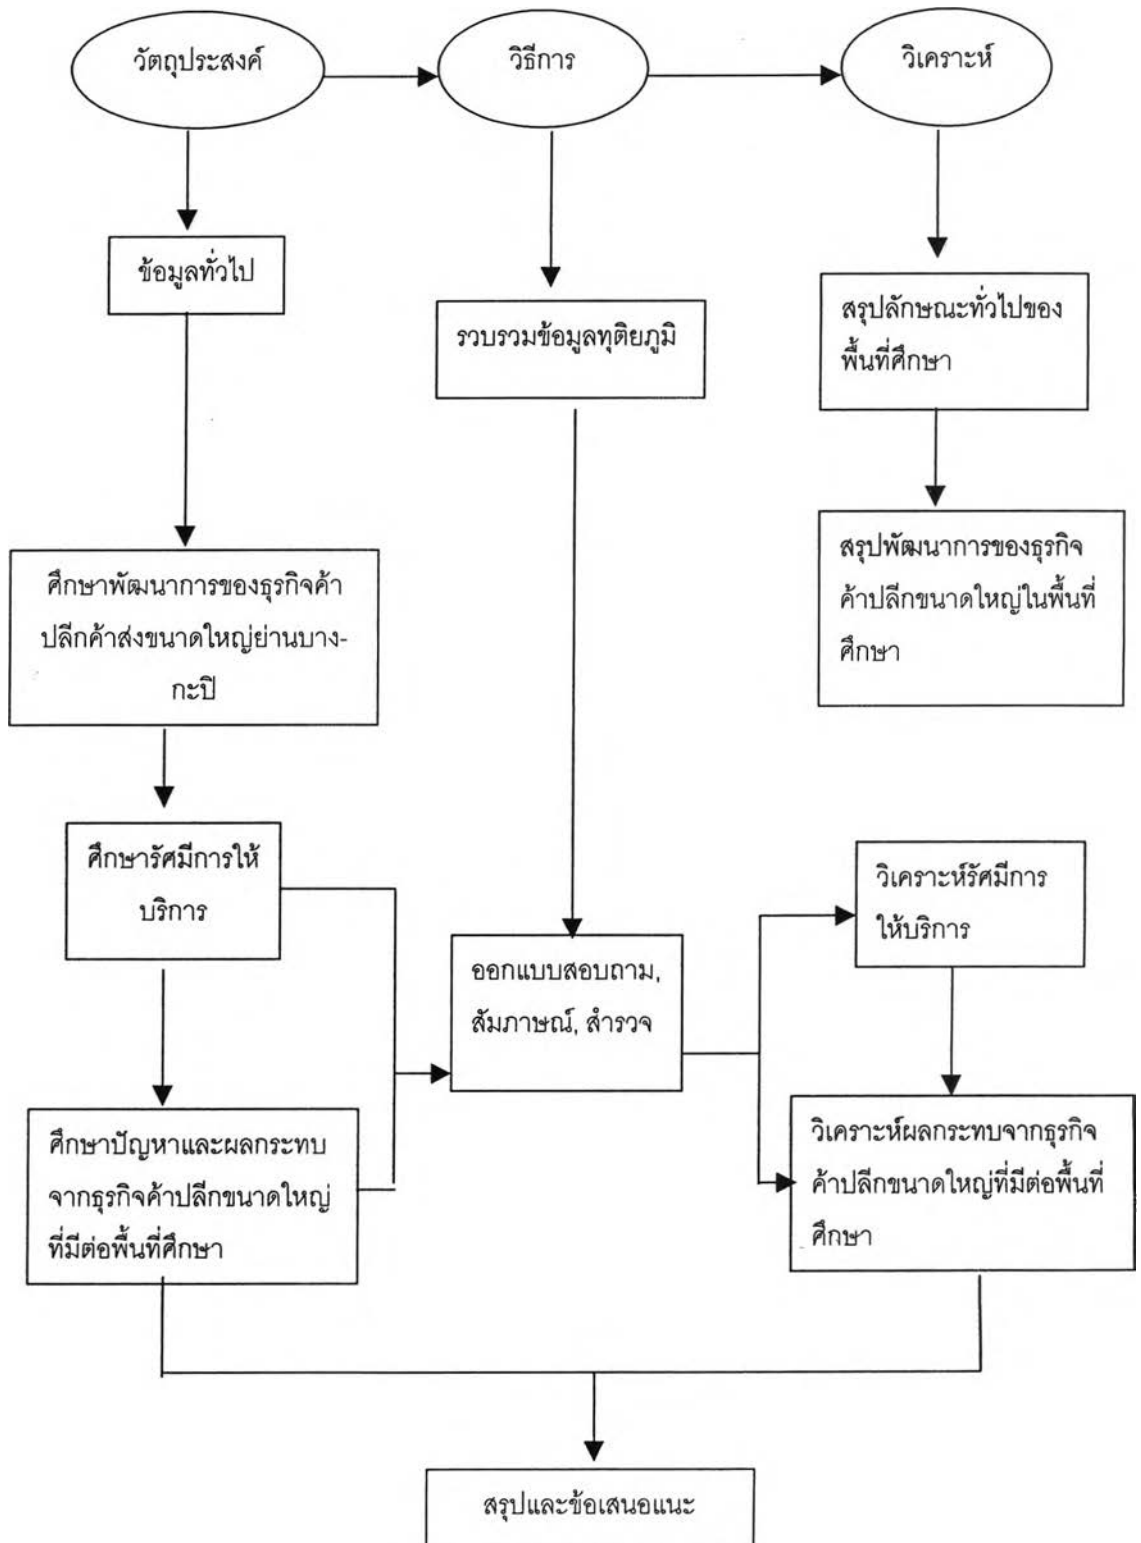 วัตถุประสงค์
วิธีการ
วิเคราะห์
ข้อมูลทั่วไป
รวบรวมข้อมูลทุติยภูมิ
สรุปลักษณะทั่วไปของ
พื้นที่ศึกษา
ศึกษาพัฒนาการของธุรกิจค้า
ปลีกค้าส่งขนาดใหญ่ย่านบาง-
กะปิ
สรุปพัฒนาการของธุรกิจ
ค้าปลีกขนาดใหญ่ในพื้นที่
ศึกษา
ศึกษารัศมีการให้
บริการ
ออกแบบสอบถาม,
สัมภาษณ์, สำรวจ
วิเคราะห์รัศมีการ
ให้บริการ
ศึกษาปัญหาและผลกระทบ
จากธุรกิจค้าปลีกขนาดใหญ่
ที่มีต่อพื้นที่ศึกษา
วิเคราะห์ผลกระทบจากธุรกิจ
ค้าปลีกขนาดใหญ่ที่มีต่อพื้นที่
ศึกษา
สรุปและข้อเสนอแนะ